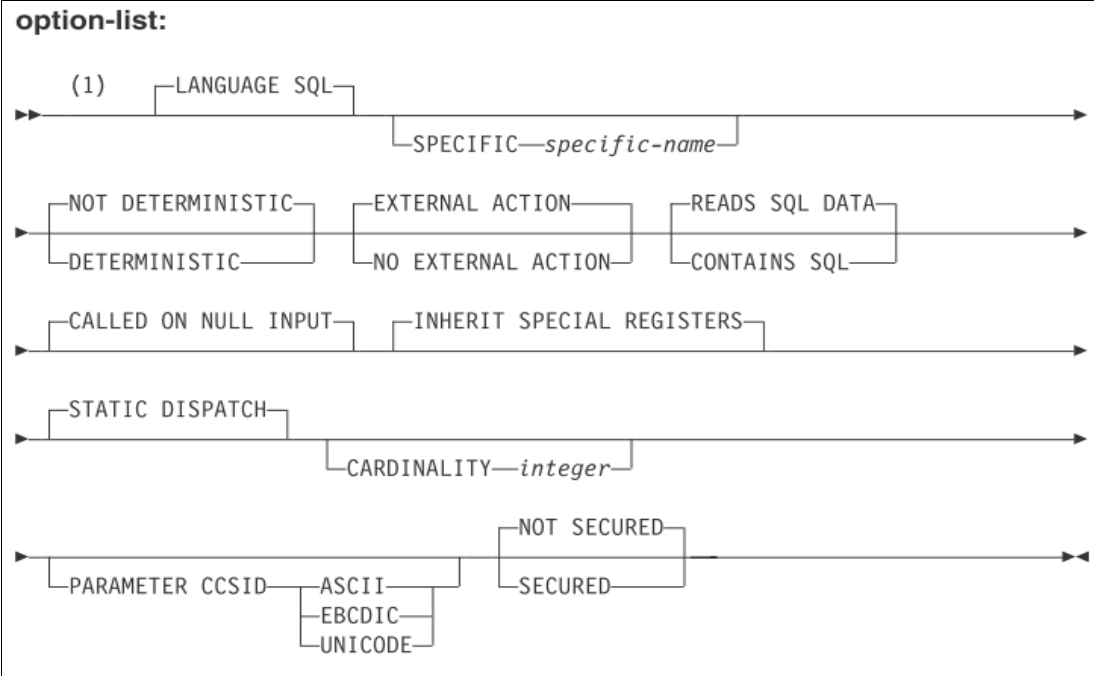 option-list:
(1) LANGUAGE SQL
SPECIFIC specific-name
NOT DETERMINISTIC EXTERNAL ACTION READS SQL DATA
DETERMINISTIC NO EXTERNAL ACTION CONTAINS SQL
CALLED ON NULL INPUT INHERIT SPECIAL REGISTERS
STATIC DISPATCH
CARDINALITY integer
NOT SECURED
PARAMETER CCSID ASCII SECURED
EBCDIC
UNICODE